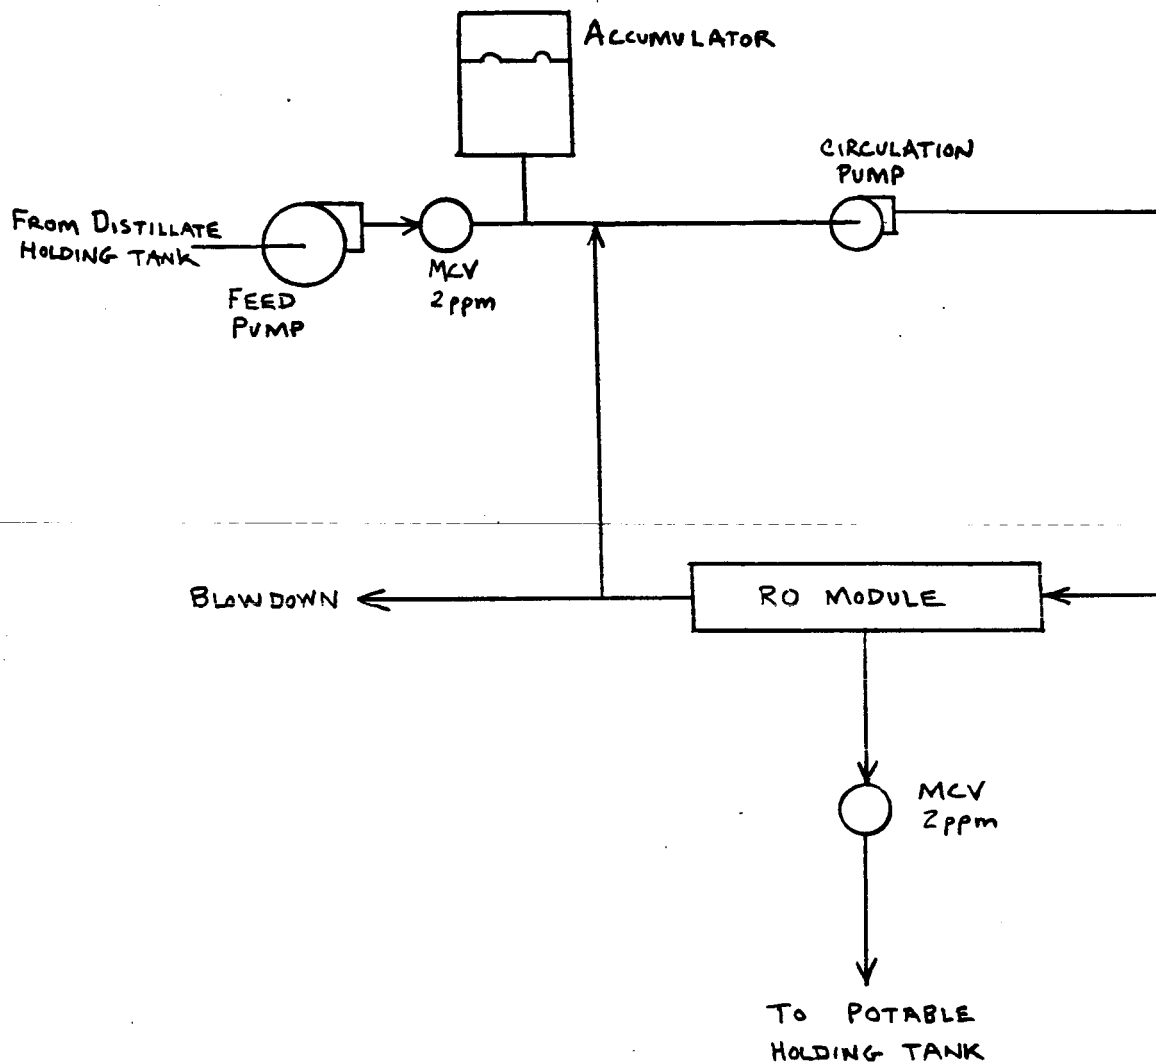 ACCUMULATOR
CIRCULATION
PUMP
FROM DISTILLATE
HOLDING TANK
MCV
2ppm
FEED
PUMP
BLOWDOWN
RO MODULE
MCV
2ppm
TO POTABLE
HOLDING TANK